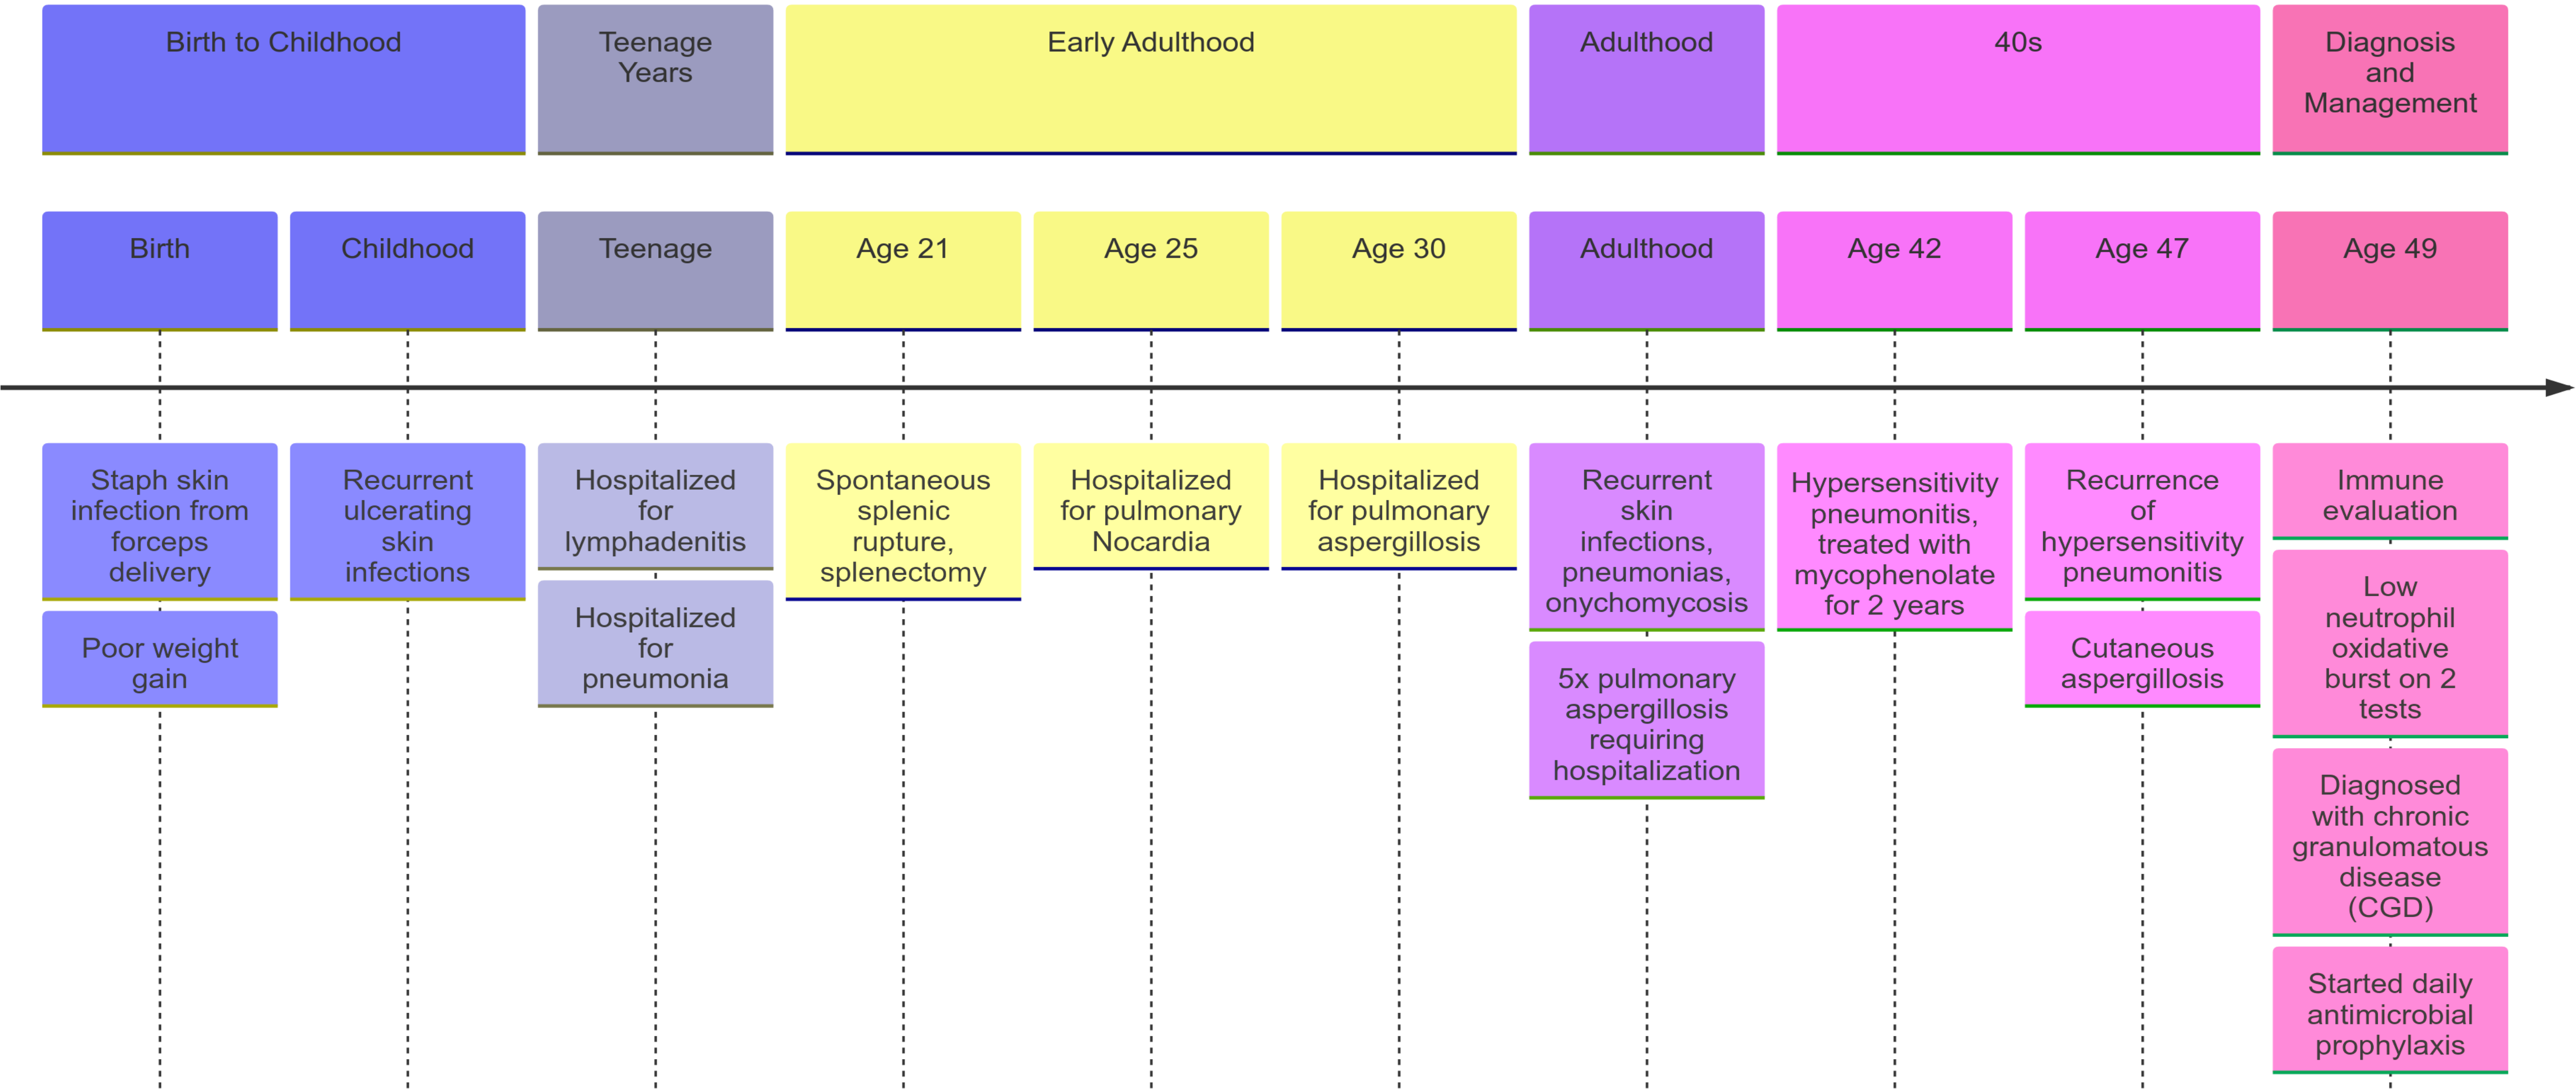 Birth to Childhood
Teenage
Years
Early Adulthood
Adulthood
40s
Diagnosis
and
Management
Birth
Childhood
Teenage
Age 21
Age 25
Age 30
Adulthood
Age 42
Age 47
Age 49
Staph skin
infection from
forceps
delivery
Poor weight
gain
Recurrent
ulcerating
skin
infections
Hospitalized
for
lymphadenitis
Hospitalized
for
pneumonia
Spontaneous
splenic
rupture,
splenectomy
Hospitalized
for pulmonary
Nocardia
Hospitalized
for pulmonary
aspergillosis
Recurrent
skin
infections,
pneumonias,
onychomycosis
5x pulmonary
aspergillosis
requiring
hospitalization
Hypersensitivity
pneumonitis,
treated with
mycophenolate
for 2 years
Recurrence
of
hypersensitivity
pneumonitis
Cutaneous
aspergillosis
Immune
evaluation
Low
neutrophil
oxidative
burst on 2
tests
Diagnosed
with chronic
granulomatous
disease
(CGD)
Started daily
antimicrobial
prophylaxis